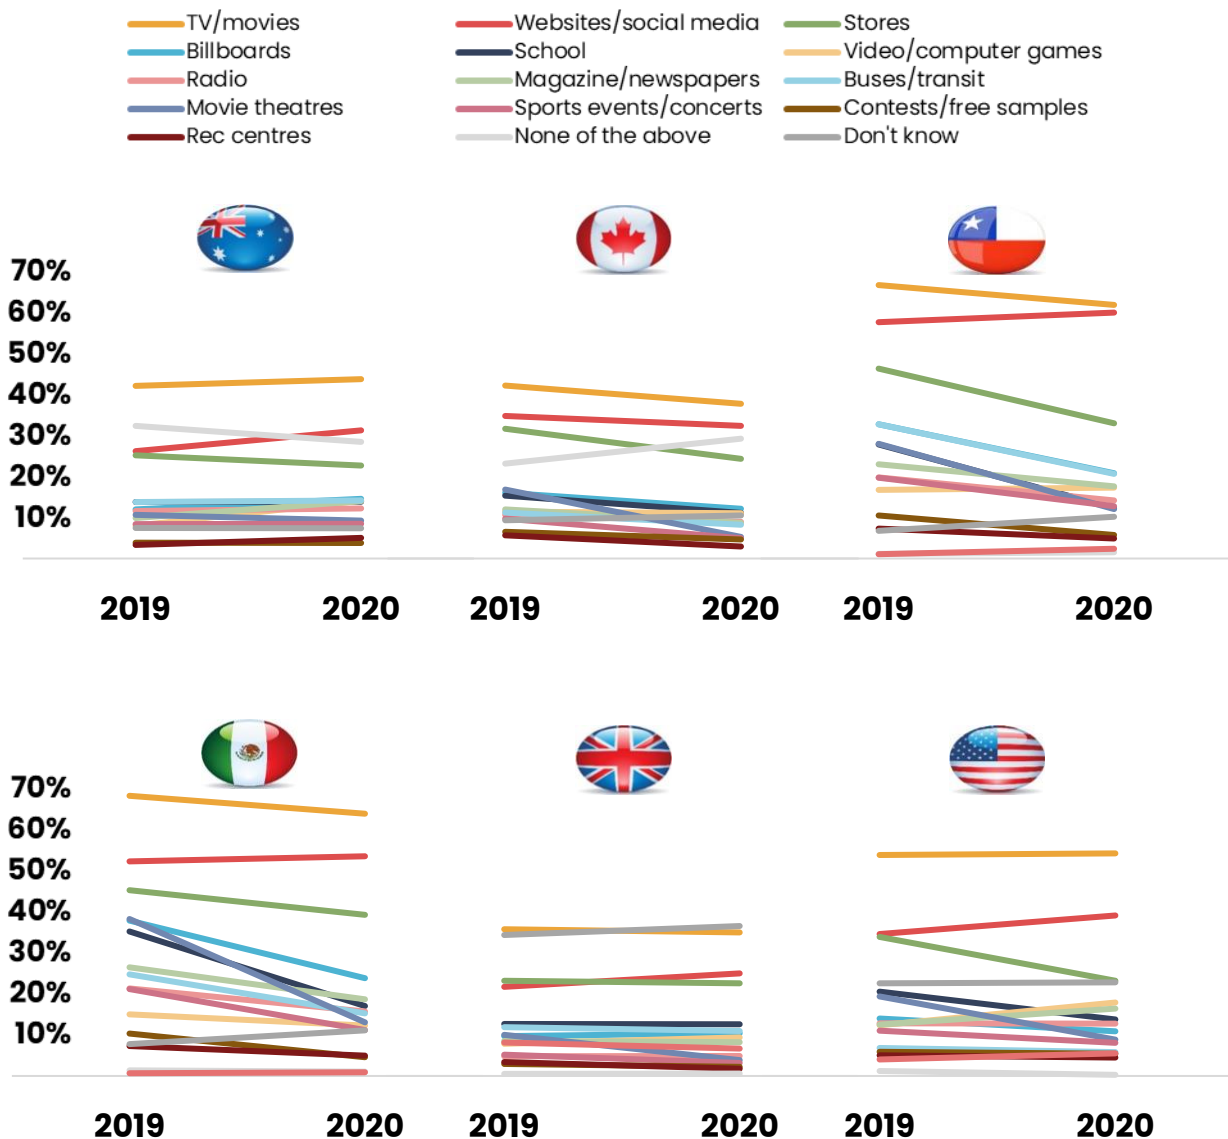 TV/movies Websites/social media Stores
Billboards School Video/computer games
Radio Magazine/newspapers Buses/transit
Movie theatres Sports events/concerts Contests/free samples
Rec centres None of the above Don't know
70%
60%
50%
40%
30%
20%
10%
2019 2020 2019 2020 2019 2020
70%
60%
50%
40%
30%
20%
10%
2019 2020 2019 2020 2019 2020